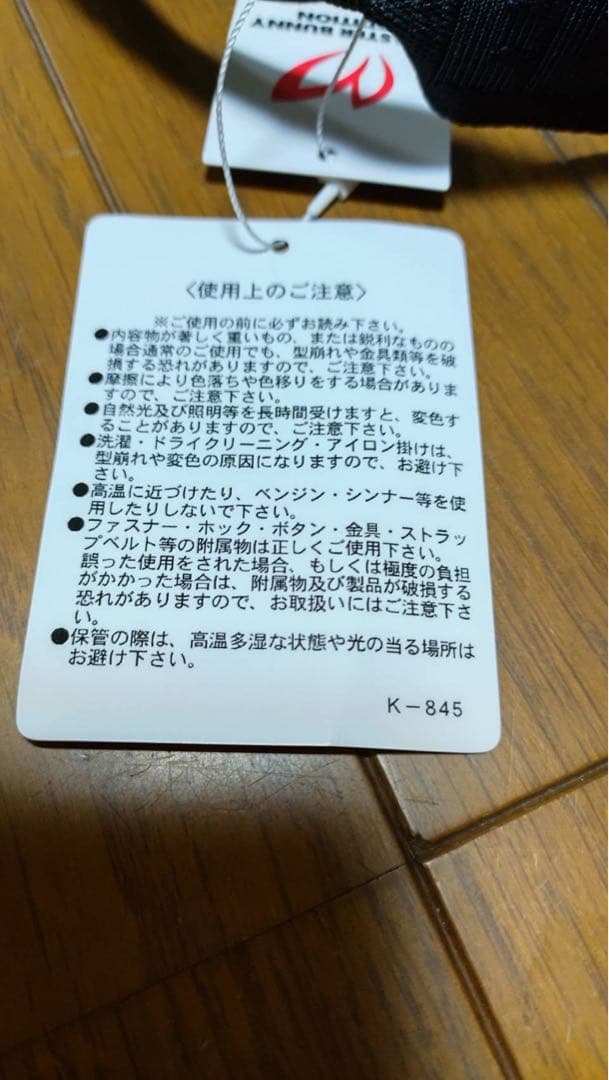 STER BUNNY
EDITION
〈使用上のご注意〉
※ご使用の前に必ずお読み下さい。
●内容物が著しく重いもの、または鋭利なものの
場合通常のご使用でも、型崩れや金具類等を破
損する恐れがありますので、ご注意下さい。
●摩擦により色落ちや色移りをする場合がありま
すので、ご注意下さい。
●自然光及び照明等を長時間受けますと、変色す
ることがありますので、ご注意下さい。
●洗濯・ドライクリーニング・アイロン掛けは、
型崩れや変色の原因になりますので、お避け下
さい。
●高温に近づけたり、ベンジン・シンナー等を使
用したりしないで下さい。
●ファスナー・ホック・ボタン・金具・ストラッ
プベルト等の附属物は正しくご使用下さい。
誤った使用をされた場合、もしくは極度の負担
がかかった場合は、附属物及び製品が破損する
恐れがありますので、お取扱いにはご注意下さ
い。
●保管の際は、高温多湿な状態や光の当る場所は
お避け下さい。
K－845